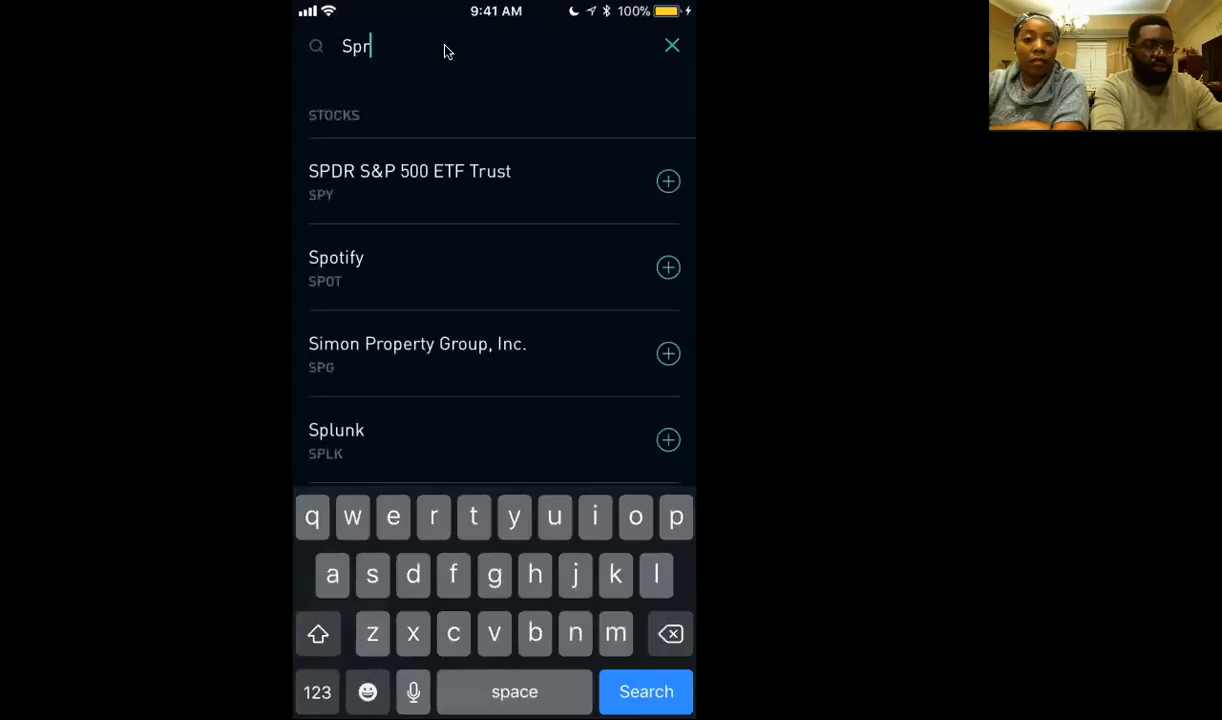 9:41 AM
100%
Spr
STOCKS
SPDR S&P 500 ETF Trust
SPY
Spotify
SPOT
Simon Property Group, Inc.
SPG
Splunk
SPLK
q w e r t y u i o p
a s d f g h j k l
z x c v b n m
123 space Search